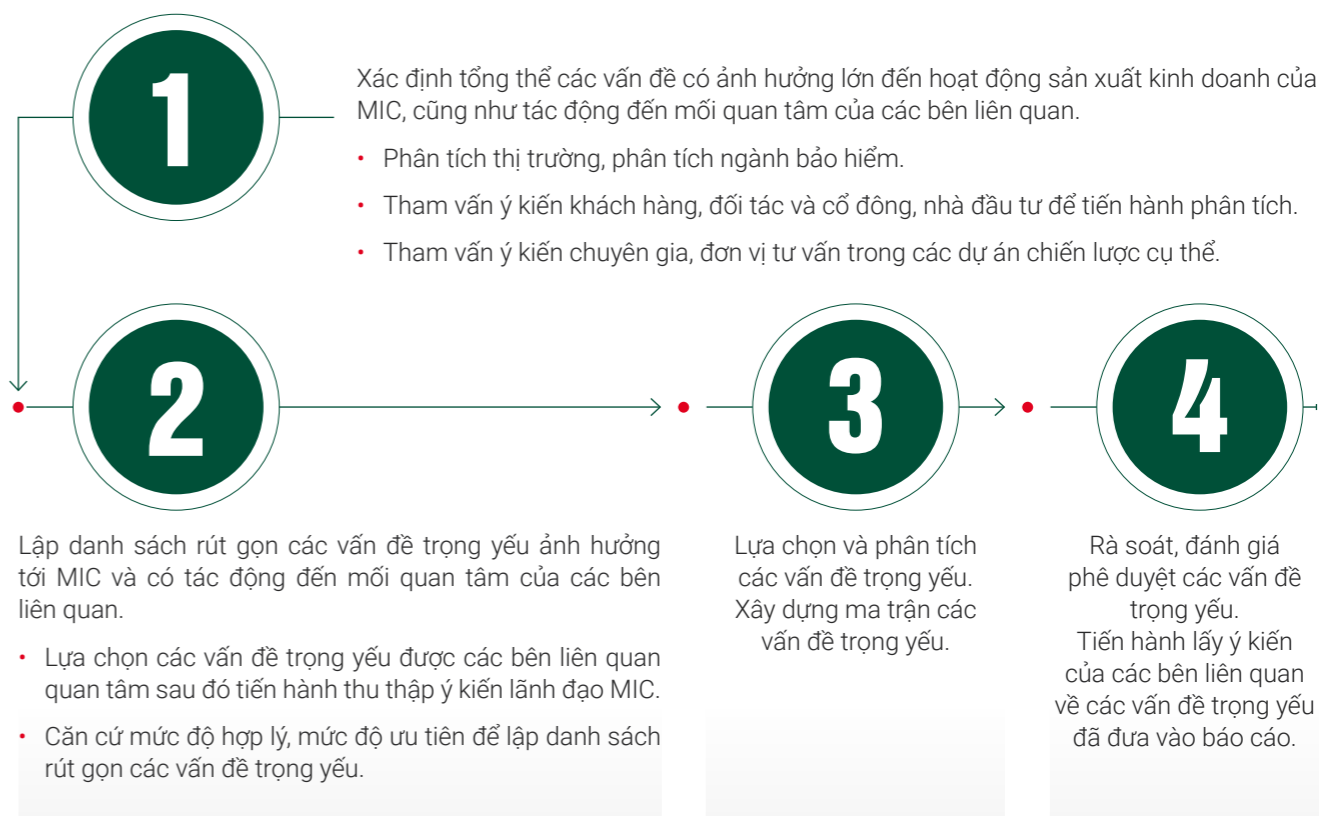 1
Xác định tổng thể các vấn đề có ảnh hưởng lớn đến hoạt động sản xuất kinh doanh của
MIC, cũng như tác động đến mối quan tâm của các bên liên quan.
• Phân tích thị trường, phân tích ngành bảo hiểm.
• Tham vấn ý kiến khách hàng, đối tác và cổ đông, nhà đầu tư để tiến hành phân tích.
• Tham vấn ý kiến chuyên gia, đơn vị tư vấn trong các dự án chiến lược cụ thể.
2
Lập danh sách rút gọn các vấn đề trọng yếu ảnh hưởng
tới MIC và có tác động đến mối quan tâm của các bên
liên quan.
• Lựa chọn các vấn đề trọng yếu được các bên liên quan
quan tâm sau đó tiến hành thu thập ý kiến lãnh đạo MIC.
• Căn cứ mức độ hợp lý, mức độ ưu tiên để lập danh sách
rút gọn các vấn đề trọng yếu.
3
Lựa chọn và phân tích
các vấn đề trọng yếu.
Xây dựng ma trận các
vấn đề trọng yếu.
4
Rà soát, đánh giá
phê duyệt các vấn đề
trọng yếu.
Tiến hành lấy ý kiến
của các bên liên quan
về các vấn đề trọng yếu
đã đưa vào báo cáo.